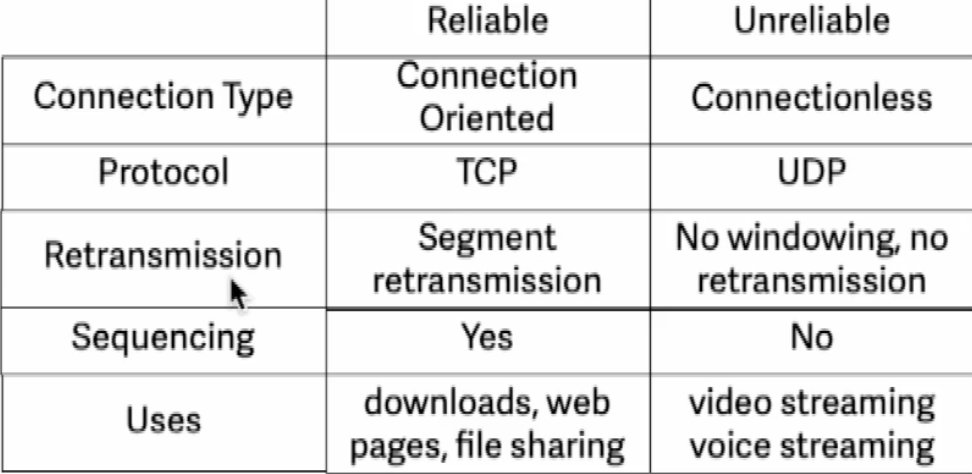 Reliable
Unreliable
Connection Type
Connection
Oriented
Connectionless
Protocol
TCP
UDP
Retransmission
Segment
retransmission
No windowing, no
retransmission
Sequencing
Yes
No
Uses
downloads, web
pages, file sharing
video streaming
voice streaming